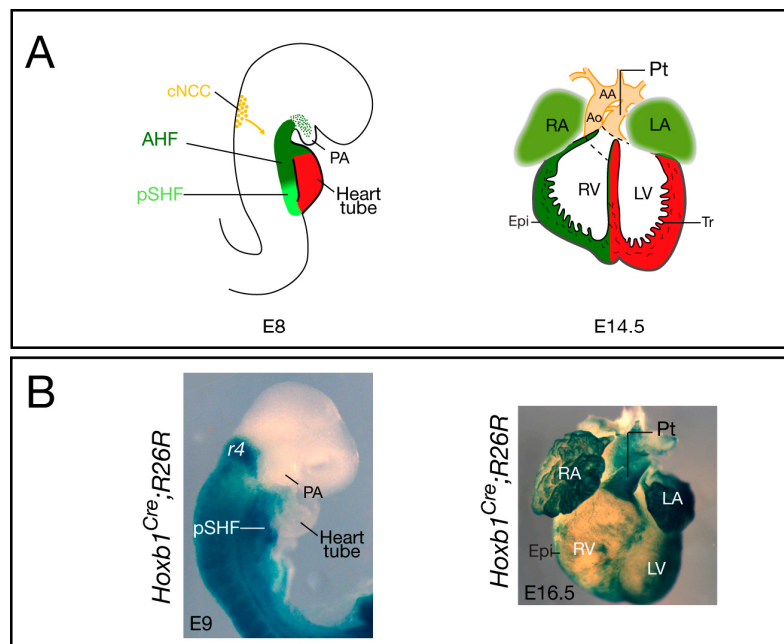 A
cNCC
AHF
pSHF
PA
Heart
tube
E8
AA
Pt
Ao
RA
LA
RV
LV
Epi
Tr
E14.5
B
Hoxb1Cre;R26R
r4
PA
pSHF
Heart
tube
E9
Hoxb1Cre;R26R
Pt
RA
LA
Epi
RV
LV
E16.5